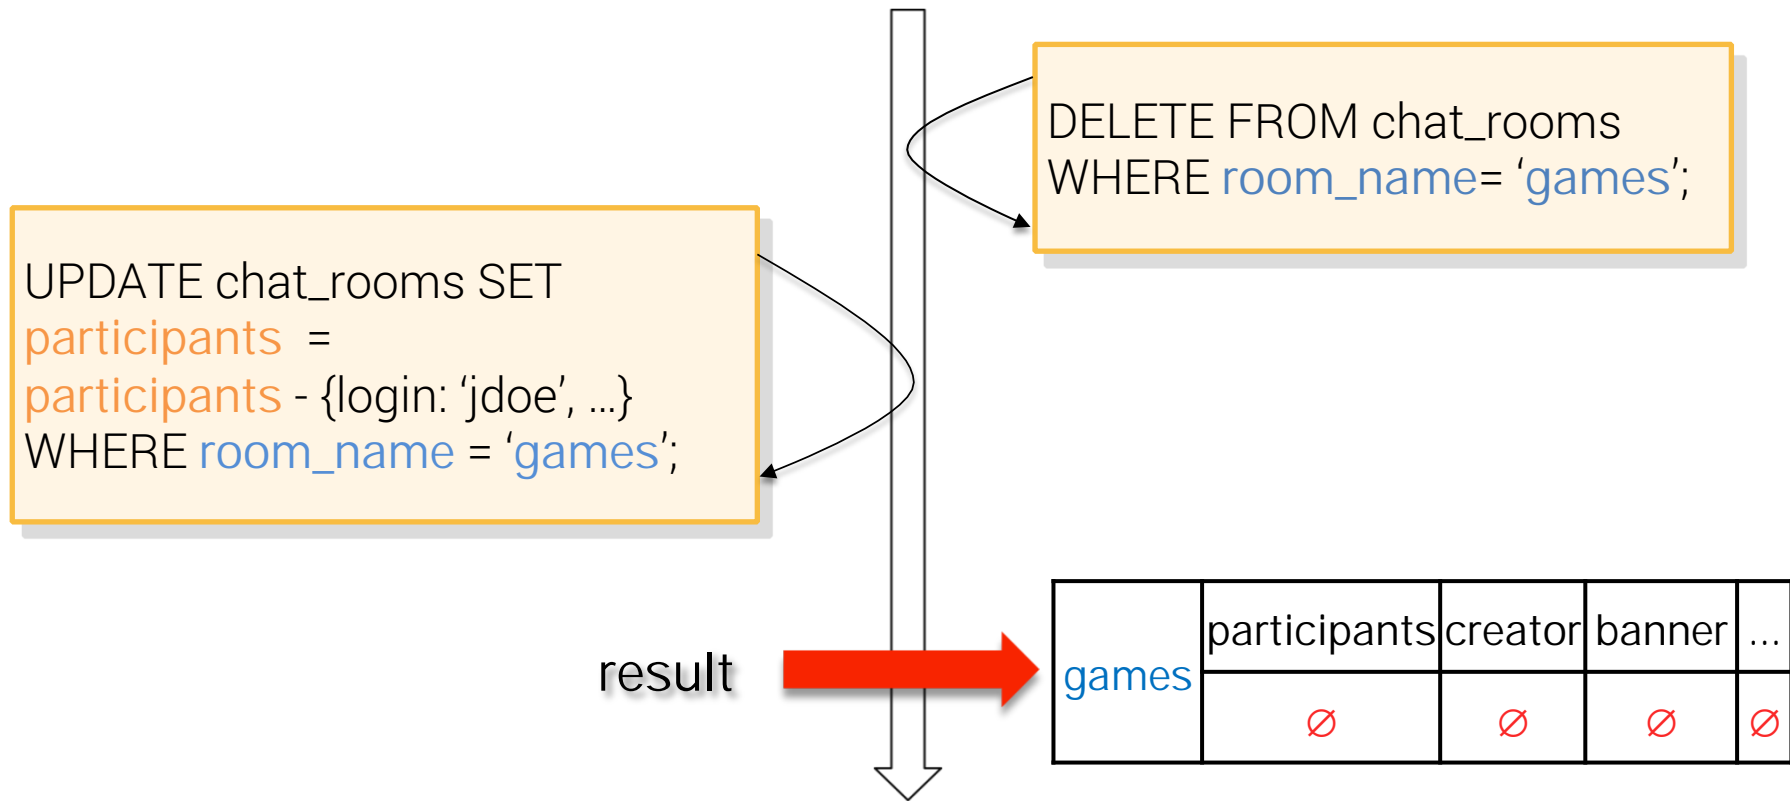 DELETE FROM chat_rooms
WHERE room_name= ‘games’;
UPDATE chat_rooms SET
participants =
participants - {login: ‘jdoe’, …}
WHERE room_name = ‘games’;
result
games
participants creator banner …
∅ ∅ ∅ ∅